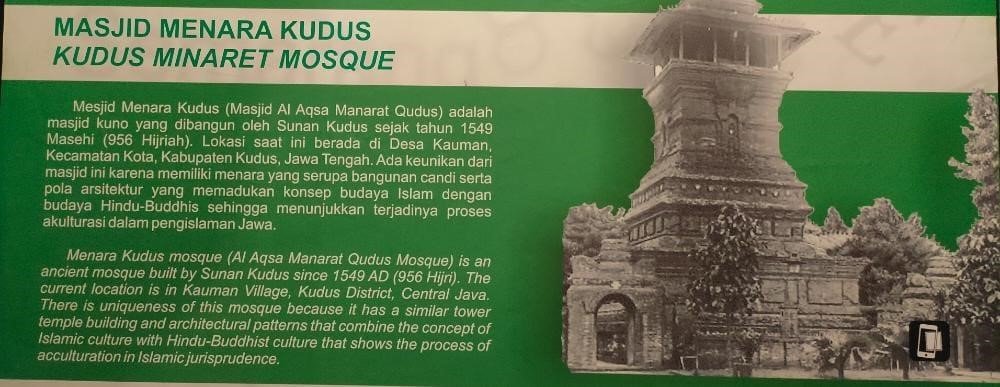 MASJID MENARA KUDUS
KUDUS MINARET MOSQUE
Mesjid Menara Kudus (Masjid Al Aqsa Manarat Qudus) adalah
masjid kuno yang dibangun oleh Sunan Kudus sejak tahun 1549
Masehi (956 Hijriah). Lokasi saat ini berada di Desa Kauman,
Kecamatan Kota, Kabupaten Kudus, Jawa Tengah. Ada keunikan dari
masjid ini karena memiliki menara yang serupa bangunan candi serta
pola arsitektur yang memadukan konsep budaya Islam dengan
budaya Hindu-Buddhis sehingga menunjukkan terjadinya proses
akulturasi dalam pengislaman Jawa.
Menara Kudus mosque (Al Aqsa Manarat Qudus Mosque) is an
ancient mosque built by Sunan Kudus since 1549 AD (956 Hijri). The
current location is in Kauman Village, Kudus District, Central Java.
There is uniqueness of this mosque because it has a similar tower
temple building and architectural patterns that combine the concept of
Islamic culture with Hindu-Buddhist culture that shows the process of
acculturation in Islamic jurisprudence.